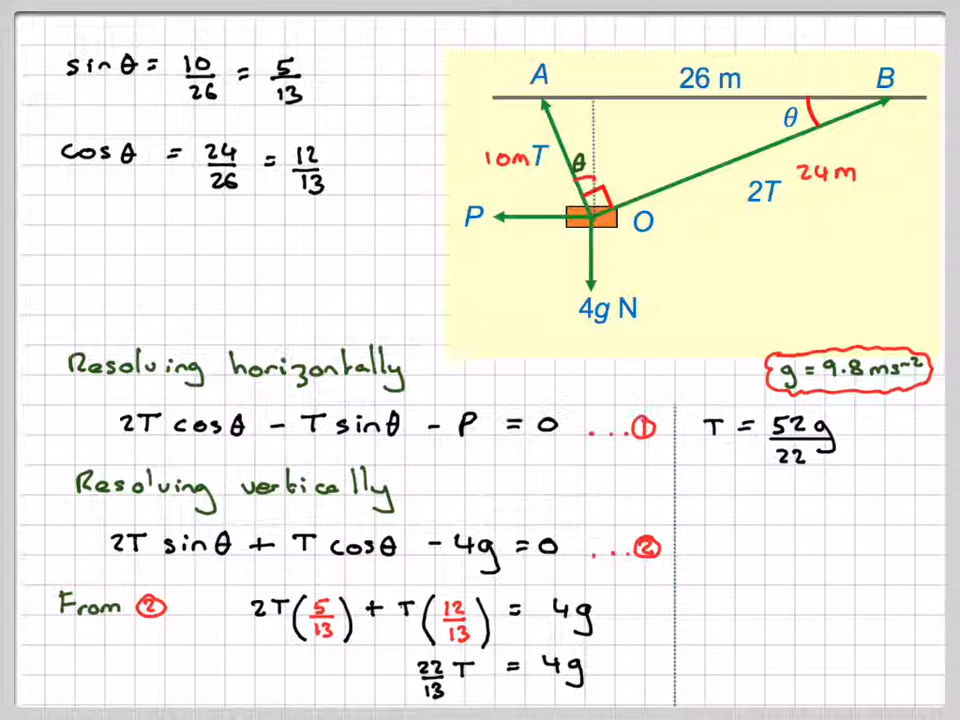 sin θ = 10/26 = 5/13
cos θ = 24/26 = 12/13
A 26 m B
θ
10m T θ
24m
2T
P O
4g N
g = 9.8 ms⁻²
Resolving horizontally
2T cos θ − T sin θ − P = 0 ...①
Resolving vertically
2T sin θ + T cos θ − 4g = 0 ...②
From ② 2T(5/13) + T(12/13) = 4g
22/13 T = 4g
T = 52g/22